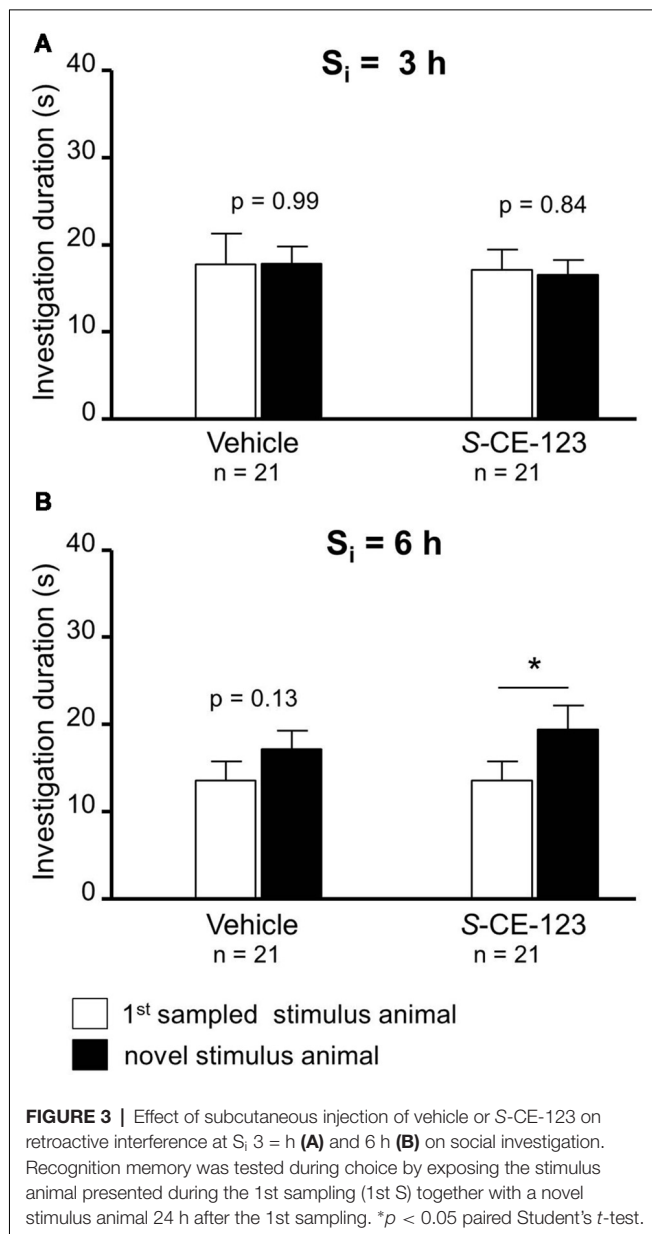 A
Sᵢ = 3 h
Investigation duration (s)
40
30
20
10
0
p = 0.99
p = 0.84
Vehicle
n = 21
S-CE-123
n = 21
B
Sᵢ = 6 h
Investigation duration (s)
40
30
20
10
0
p = 0.13
*
Vehicle
n = 21
S-CE-123
n = 21
1ˢᵗ sampled stimulus animal
novel stimulus animal
FIGURE 3 | Effect of subcutaneous injection of vehicle or S-CE-123 on
retroactive interference at Sᵢ 3 = h (A) and 6 h (B) on social investigation.
Recognition memory was tested during choice by exposing the stimulus
animal presented during the 1st sampling (1st S) together with a novel
stimulus animal 24 h after the 1st sampling. *p < 0.05 paired Student's t-test.